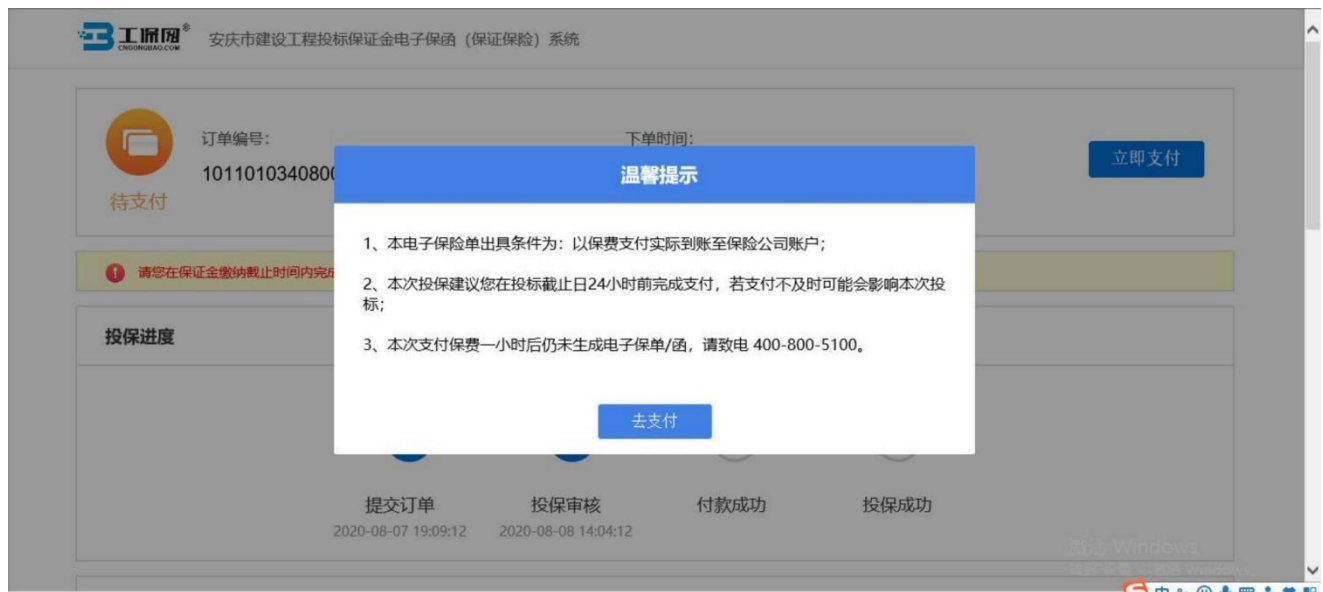 工保网®
CNGONGBAO.COM
安庆市建设工程投标保证金电子保函（保证保险）系统
订单编号：
下单时间：
1011010340800
待支付
立即支付
温馨提示
1、本电子保险单出具条件为：以保费支付实际到账至保险公司账户；
请您在保证金缴纳截止时间内完成
2、本次投保建议您在投标截止日24小时前完成支付，若支付不及时可能会影响本次投
标；
投保进度
3、本次支付保费一小时后仍未生成电子保单/函，请致电 400-800-5100。
去支付
提交订单
投保审核
付款成功
投保成功
2020-08-07 19:09:12
2020-08-08 14:04:12
激活 Windows
中